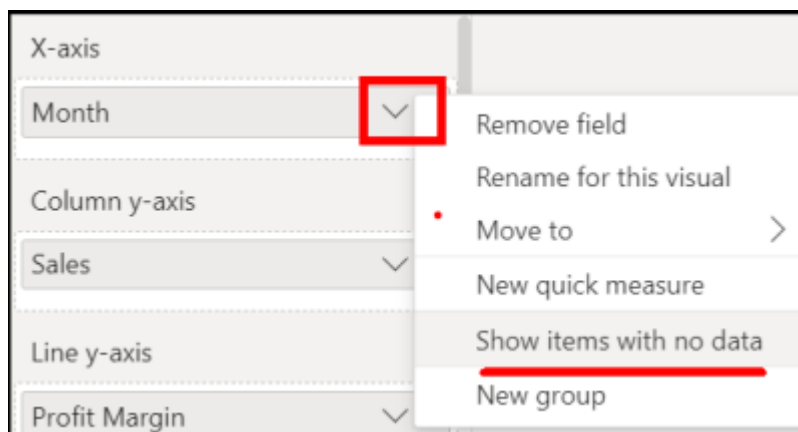 X-axis
Month
Column y-axis
Sales
Line y-axis
Profit Margin
Remove field
Rename for this visual
Move to
New quick measure
Show items with no data
New group